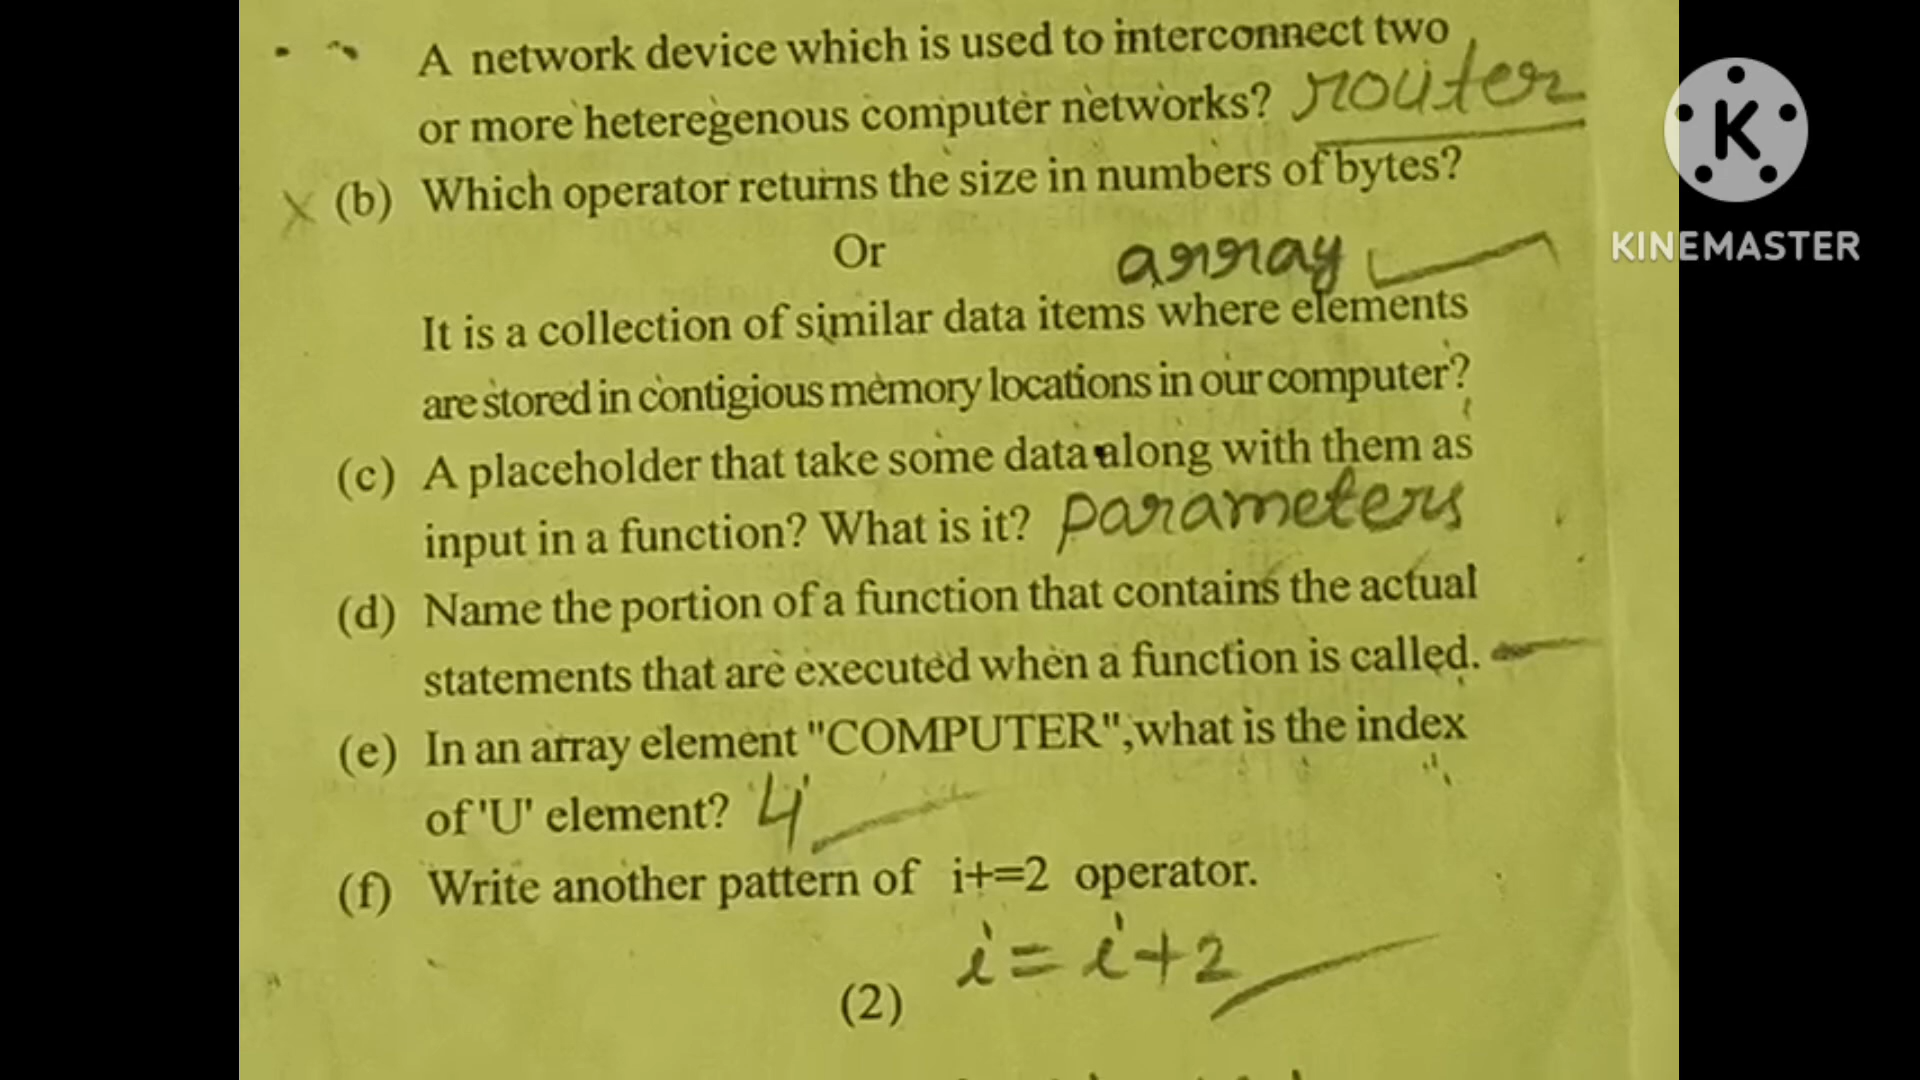 A network device which is used to interconnect two
or more heteregenous computer networks? router
(b) Which operator returns the size in numbers of bytes?
Or array
It is a collection of similar data items where elements
are stored in contigious memory locations in our computer?
(c) A placeholder that take some data along with them as
input in a function? What is it? parameters
(d) Name the portion of a function that contains the actual
statements that are executed when a function is called.
(e) In an array element "COMPUTER",what is the index
of 'U' element? 4
(f) Write another pattern of i+=2 operator.
i = i+2
(2)
K
KINEMASTER